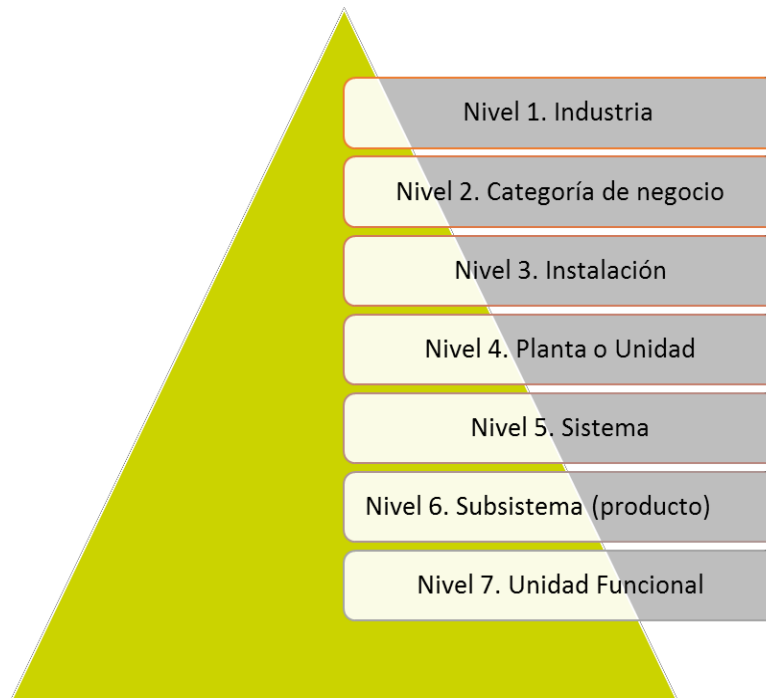 Nivel 1. Industria
Nivel 2. Categoría de negocio
Nivel 3. Instalación
Nivel 4. Planta o Unidad
Nivel 5. Sistema
Nivel 6. Subsistema (producto)
Nivel 7. Unidad Funcional